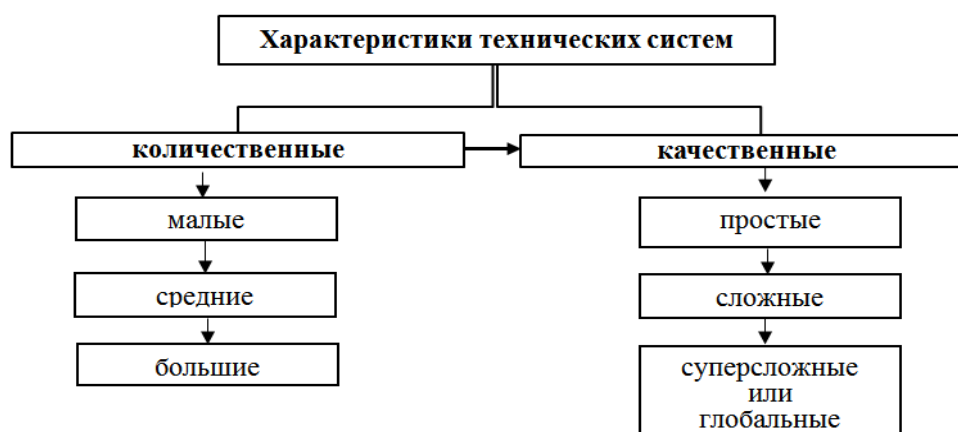 Характеристики технических систем
количественные
качественные
малые
простые
средние
сложные
большие
суперсложные
или
глобальные